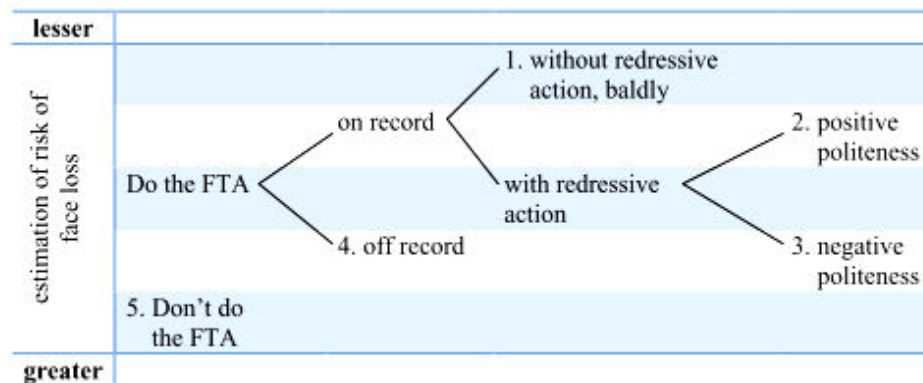 lesser
estimation of risk of
face loss
1. without redressive
action, baldly
on record
2. positive
politeness
Do the FTA
with redressive
action
4. off record
3. negative
politeness
5. Don't do
the FTA
greater